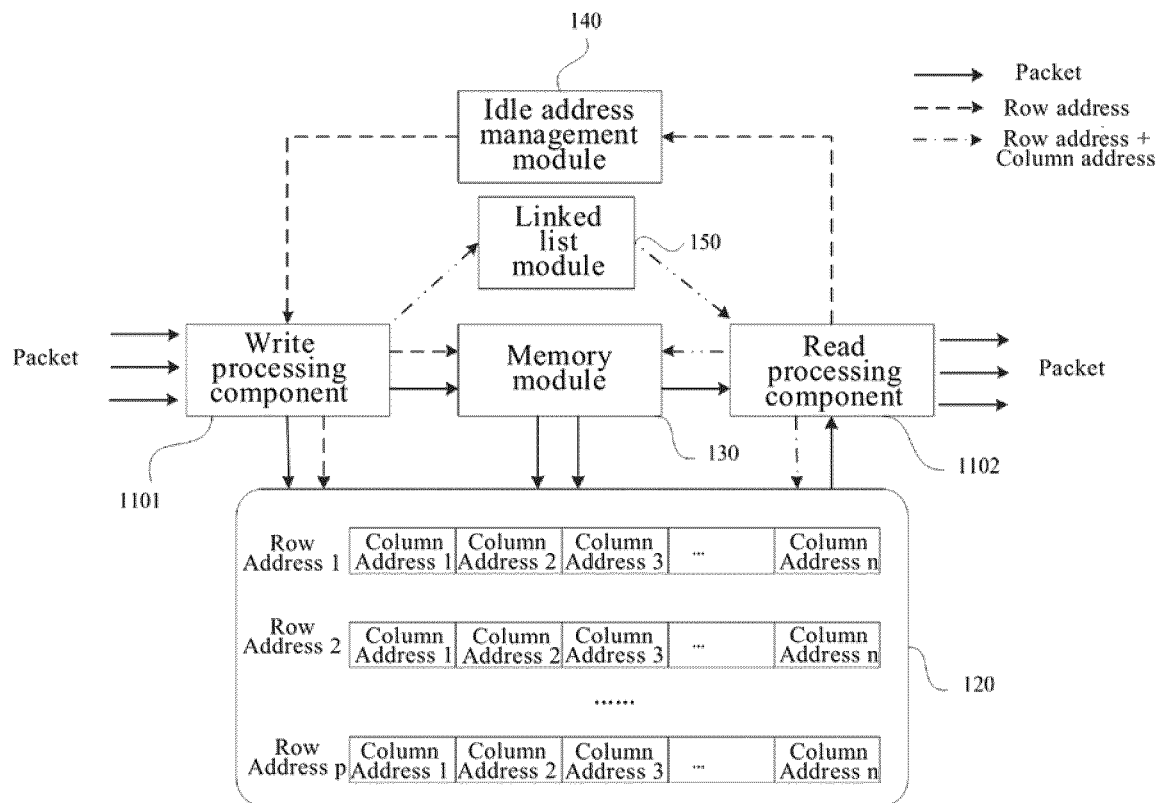 140
Idle address
management
module
Packet
Row address
Row address +
Column address
Linked
list
module
150
Packet
Write
processing
component
Memory
module
Read
processing
component
Packet
1101
130
1102
Row
Address 1
Column
Address 1
Column
Address 2
Column
Address 3
...
Column
Address n
Row
Address 2
Column
Address 1
Column
Address 2
Column
Address 3
...
Column
Address n
120
......
Row
Address p
Column
Address 1
Column
Address 2
Column
Address 3
...
Column
Address n